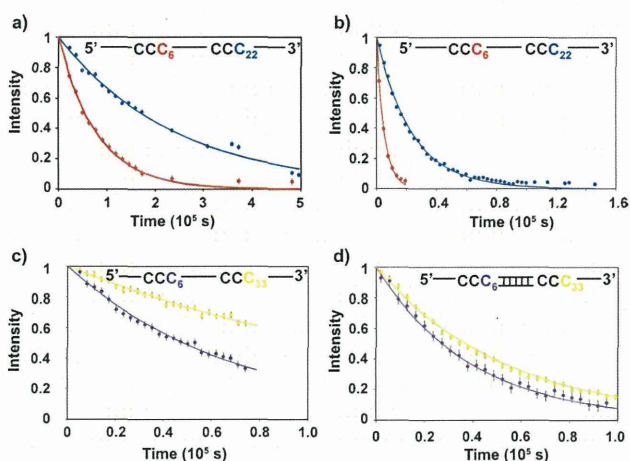 a)
5' CCC6 CCC22 3'
Intensity
1
0.8
0.6
0.4
0.2
0
0 1 2 3 4 5
Time (10^5 s)
b)
5' CCC6 CCC22 3'
Intensity
1
0.8
0.6
0.4
0.2
0
0 0.4 0.8 1.2 1.6
Time (10^5 s)
c)
5' CCC6 CCC33 3'
Intensity
1
0.8
0.6
0.4
0.2
0
0 0.2 0.4 0.6 0.8 1.0
Time (10^5 s)
d)
5' CCC6 CCC33 3'
Intensity
1
0.8
0.6
0.4
0.2
0
0 0.2 0.4 0.6 0.8 1.0
Time (10^5 s)